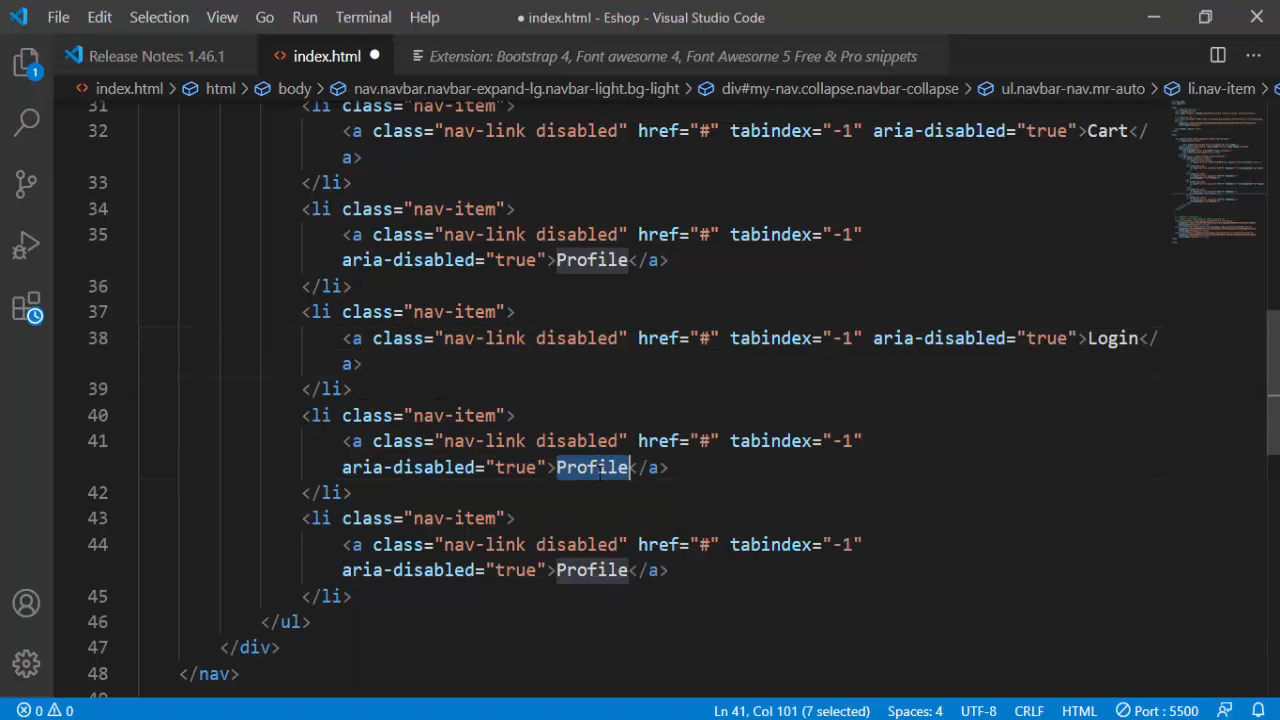 File Edit Selection View Go Run Terminal Help ● index.html - Eshop - Visual Studio Code
Release Notes: 1.46.1 <> index.html ● Extension: Bootstrap 4, Font awesome 4, Font Awesome 5 Free & Pro snippets
<> index.html > html > body > nav.navbar.navbar-expand-lg.navbar-light.bg-light > div#my-nav.collapse.navbar-collapse > ul.navbar-nav.mr-auto > li.nav-item >
1
31 <li class="nav-item">
32 <a class="nav-link disabled" href="#" tabindex="-1" aria-disabled="true">Cart</
a>
33 </li>
34 <li class="nav-item">
35 <a class="nav-link disabled" href="#" tabindex="-1"
aria-disabled="true">Profile</a>
36 </li>
37 <li class="nav-item">
38 <a class="nav-link disabled" href="#" tabindex="-1" aria-disabled="true">Login</
a>
39 </li>
40 <li class="nav-item">
41 <a class="nav-link disabled" href="#" tabindex="-1"
aria-disabled="true">Profile</a>
42 </li>
43 <li class="nav-item">
44 <a class="nav-link disabled" href="#" tabindex="-1"
aria-disabled="true">Profile</a>
45 </li>
46 </ul>
47 </div>
48 </nav>
0 0 Ln 41, Col 101 (7 selected) Spaces: 4 UTF-8 CRLF HTML Port : 5500